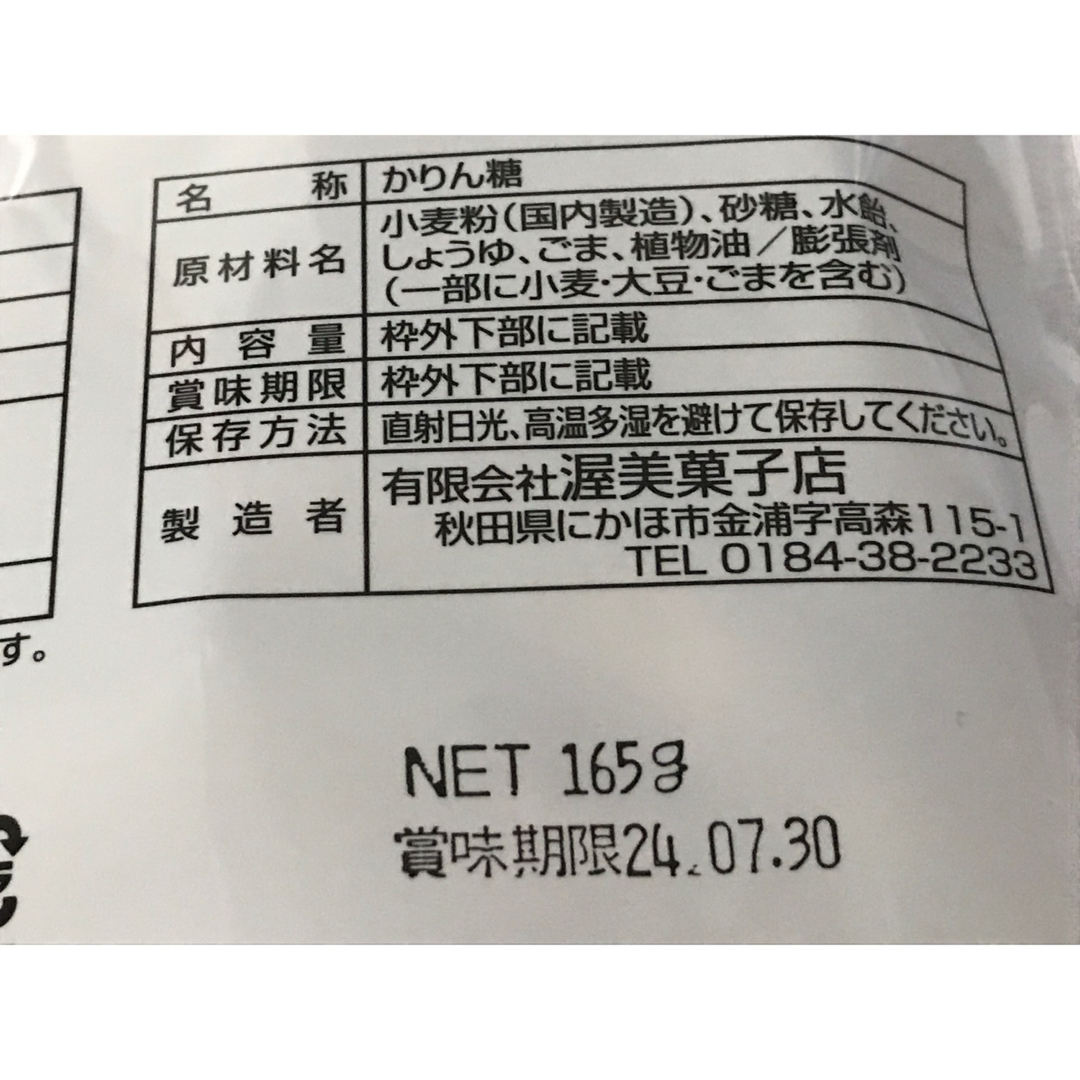 名称 かりん糖
原材料名 小麦粉(国内製造)、砂糖、水飴、
しょうゆ、ごま、植物油/膨張剤
(一部に小麦・大豆・ごまを含む)
内容量 枠外下部に記載
賞味期限 枠外下部に記載
保存方法 直射日光、高温多湿を避けて保存してください。
製造者 有限会社渥美菓子店
秋田県にかほ市金浦字高森115-1
TEL 0184-38-2233
す。
NET 165g
賞味期限24.07.30